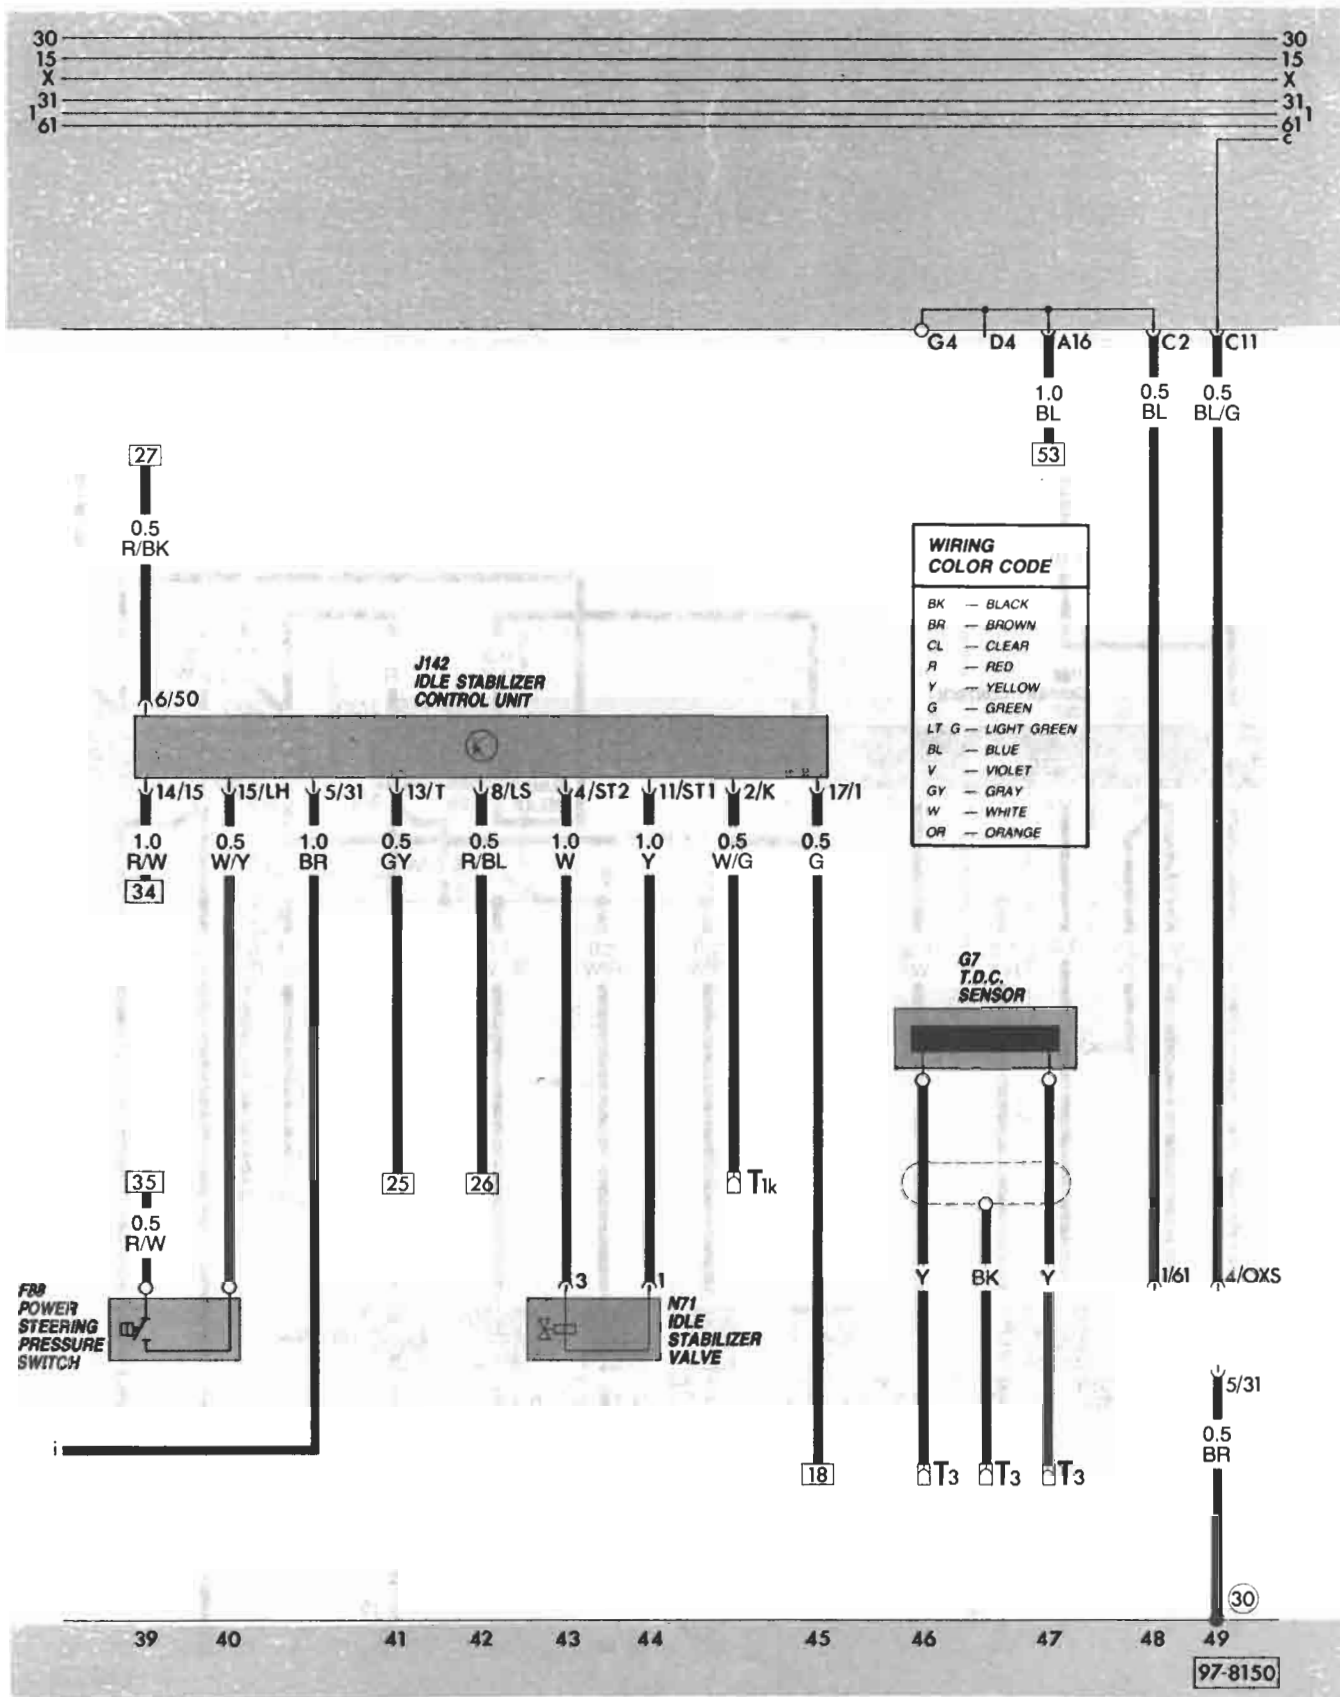 30 30
15 15
X X
31 31
1 1
61 61
c
G4 D4 A16 C2 C11
1.0 0.5 0.5
BL BL BL/G
27 53
0.5
R/BK
WIRING
COLOR CODE
BK — BLACK
BR — BROWN
CL — CLEAR
R — RED
Y — YELLOW
G — GREEN
LT G — LIGHT GREEN
BL — BLUE
V — VIOLET
GY — GRAY
W — WHITE
OR — ORANGE
J142
IDLE STABILIZER
CONTROL UNIT
6/50
14/15 15/LH 5/31 13/T 8/LS 4/ST2 11/ST1 2/K 17/1
1.0 0.5 1.0 0.5 0.5 1.0 1.0 0.5 0.5
R/W W/Y BR GY R/BL W Y W/G G
34
G7
T.D.C.
SENSOR
35 25 26 T1k
0.5
R/W
Y BK Y 1/61 4/OXS
3 1
F88
POWER
STEERING
PRESSURE
SWITCH
N71
IDLE
STABILIZER
VALVE
5/31
0.5
BR
i
18 T3 T3 T3
30
39 40 41 42 43 44 45 46 47 48 49
97-8150